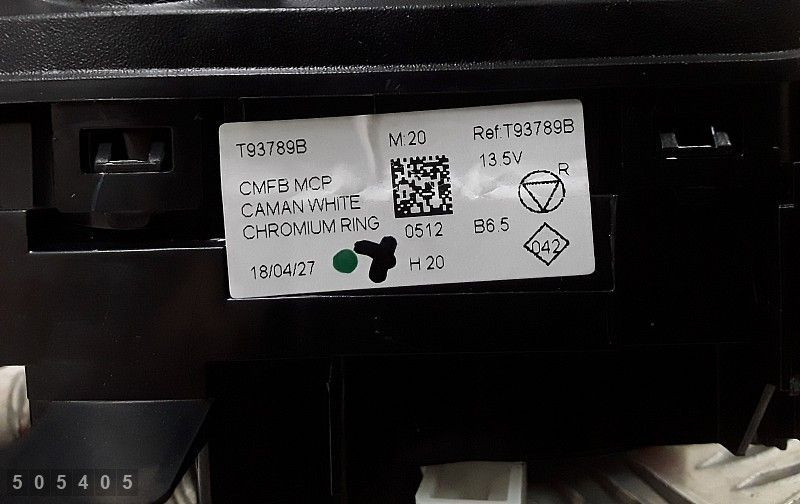 T93789B
M:20
Ref:T93789B
13.5V
R
CMFB MCP
CAMAN WHITE
CHROMIUM RING
0512
B6.5
042
18/04/27
H 20
505405